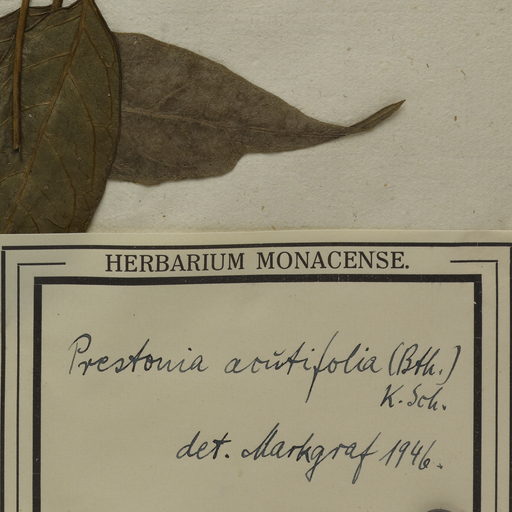 HERBARIUM MONACENSE.
Prestonia acutifolia (Bth.)
K. Sch.
det. Markgraf 1946.